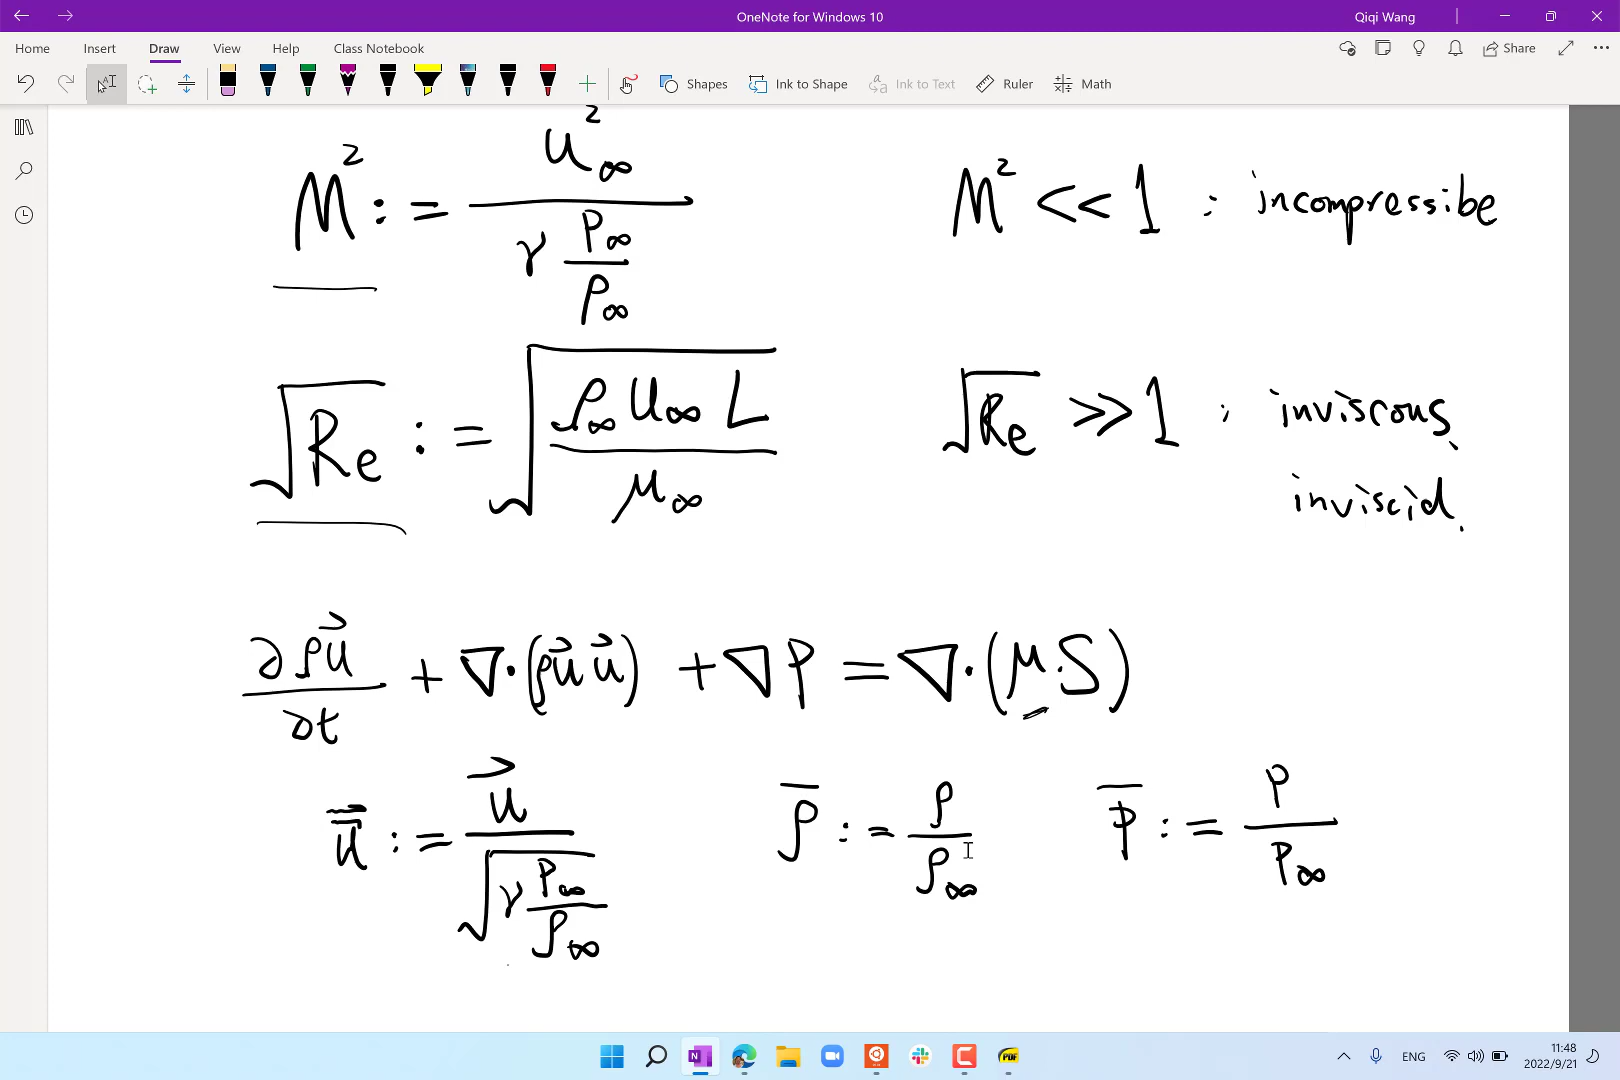 OneNote for Windows 10
Qiqi Wang
Home Insert Draw View Help Class Notebook
Share
Shapes Ink to Shape Ink to Text Ruler Math
M² := u∞² / (γ p∞/ρ∞)
M² << 1 : incompressibe
√Re := √(ρ∞ u∞ L / μ∞)
√Re >> 1 : inviscous.
inviscid.
∂ρu⃗/∂t + ∇·(ρu⃗ u⃗) + ∇P = ∇·(μ·S)
u⃗̅ := u⃗ / √(γ p∞/ρ∞)
ρ̅ := ρ/ρ∞
p̅ := p/p∞
PDF
ENG
11:48
2022/9/21